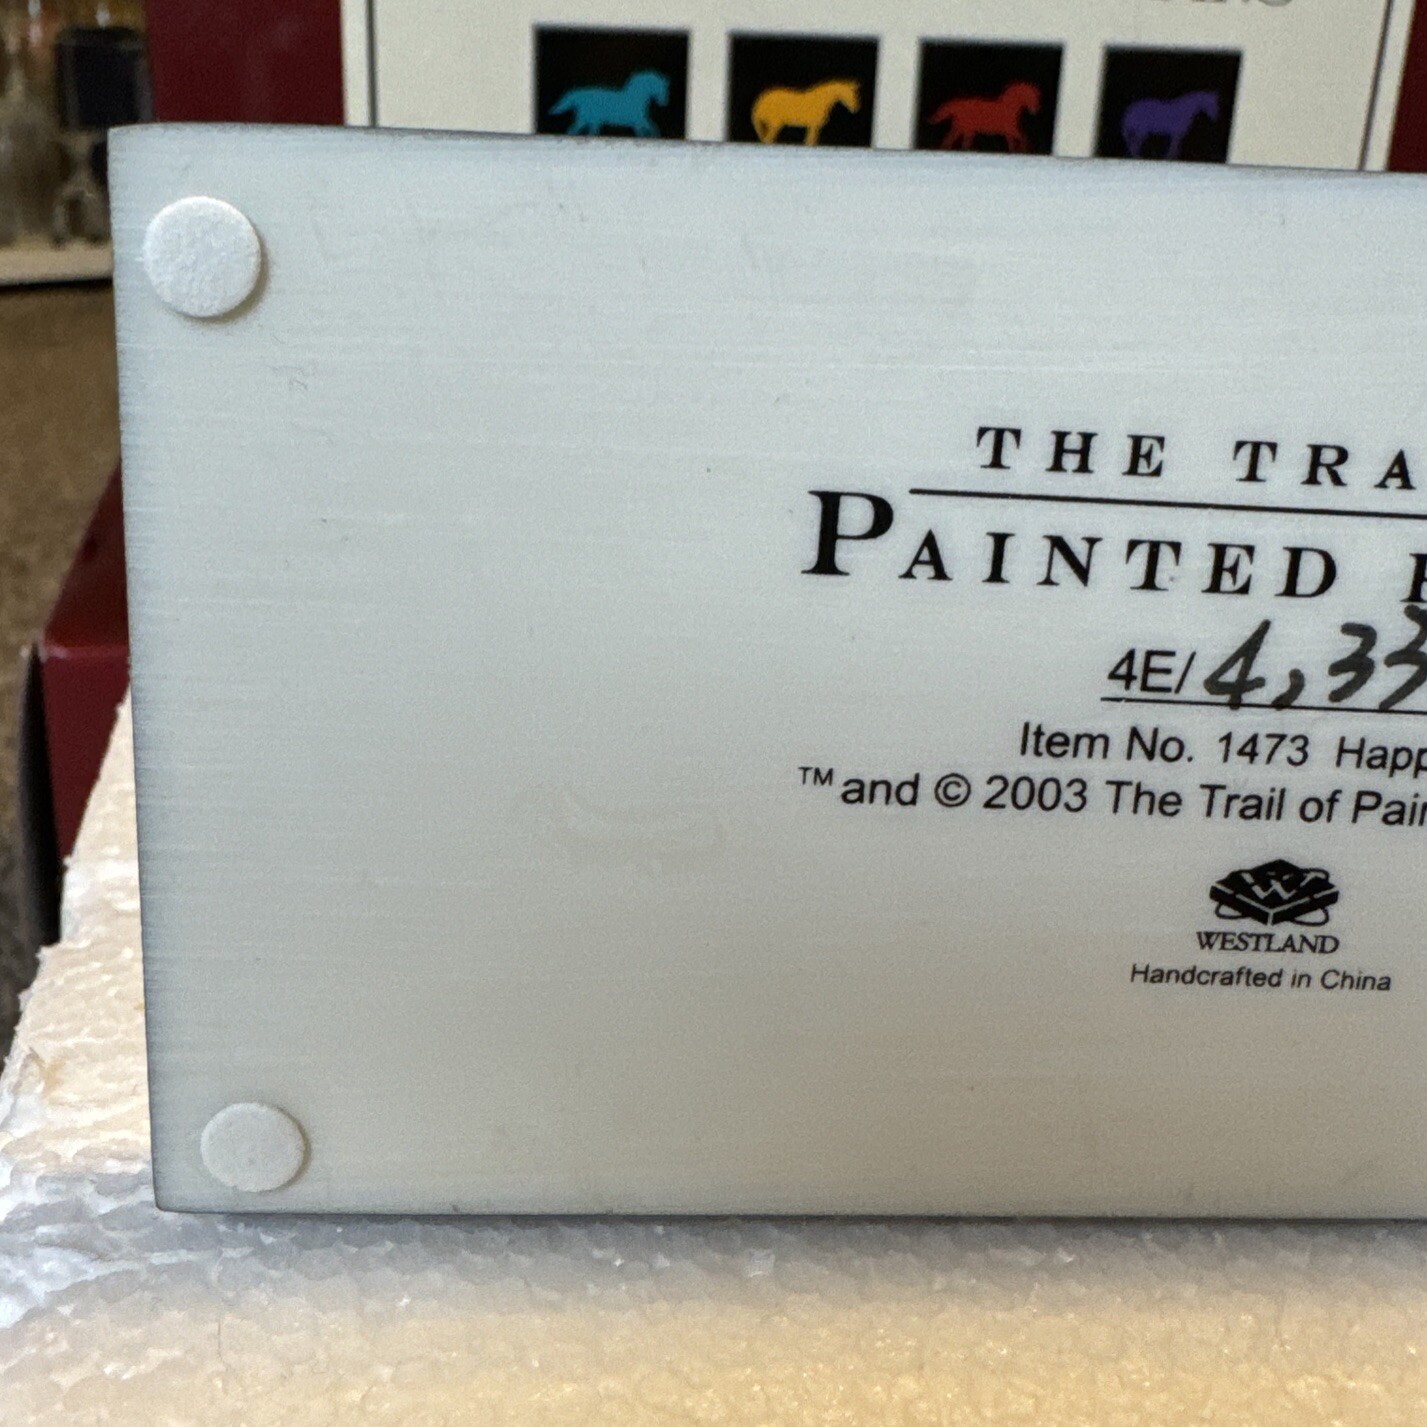 THE TRA
PAINTED
4E/4,33
Item No. 1473 Happ
™ and © 2003 The Trail of Pain
WESTLAND
Handcrafted in China